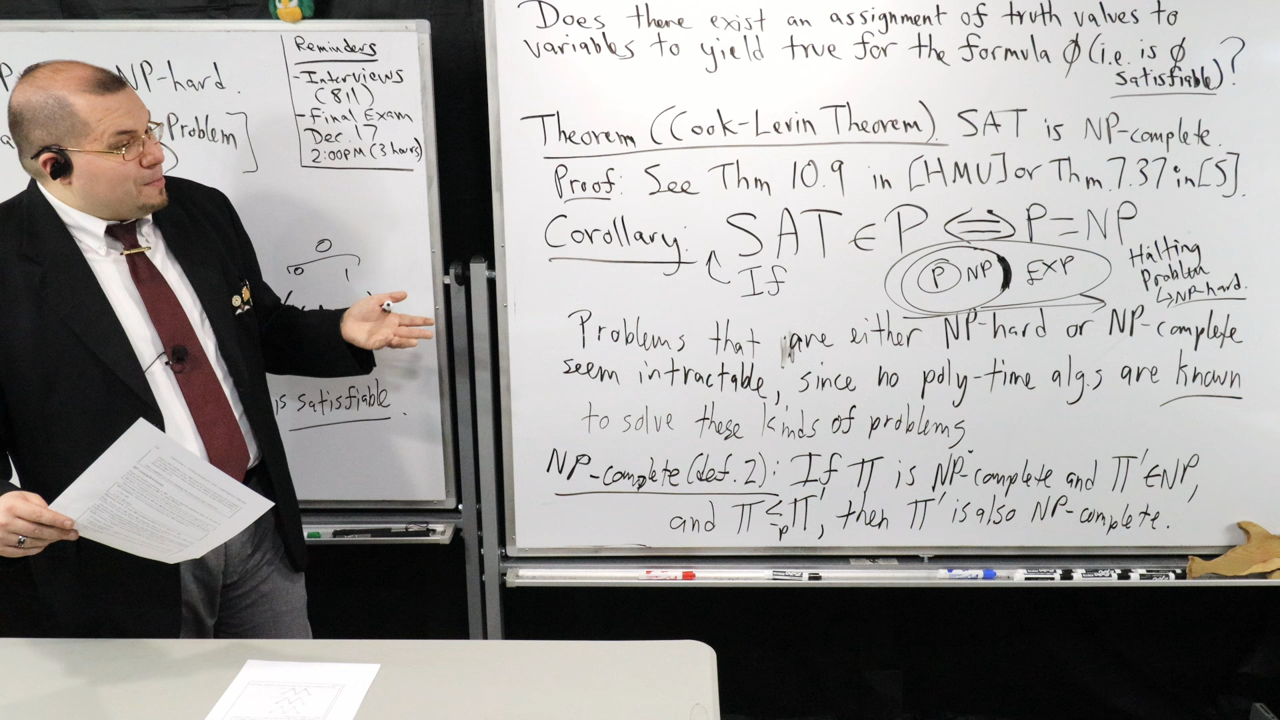 NP-hard.
Problem]
Reminders
-Interviews
(811)
-Final Exam
Dec. 17
2:00PM (3 hours)
0
0 1
is satisfiable.
Does there exist an assignment of truth values to
variables to yield true for the formula ϕ (i.e. is ϕ
satisfiable)?
Theorem (Cook-Levin Theorem). SAT is NP-complete.
Proof: See Thm 10.9 in [HMU] or Thm 7.37 in [S].
Corollary: SAT ∈ P ⟺ P=NP
If
P NP EXP
Halting
Problem
↳NP-hard.
Problems that are either NP-hard or NP-complete
seem intractable, since no poly-time algs are known
to solve these kinds of problems
NP-complete (def. 2): If Π is NP-complete and Π'∈NP,
and Π ≤p Π', then Π' is also NP-complete.